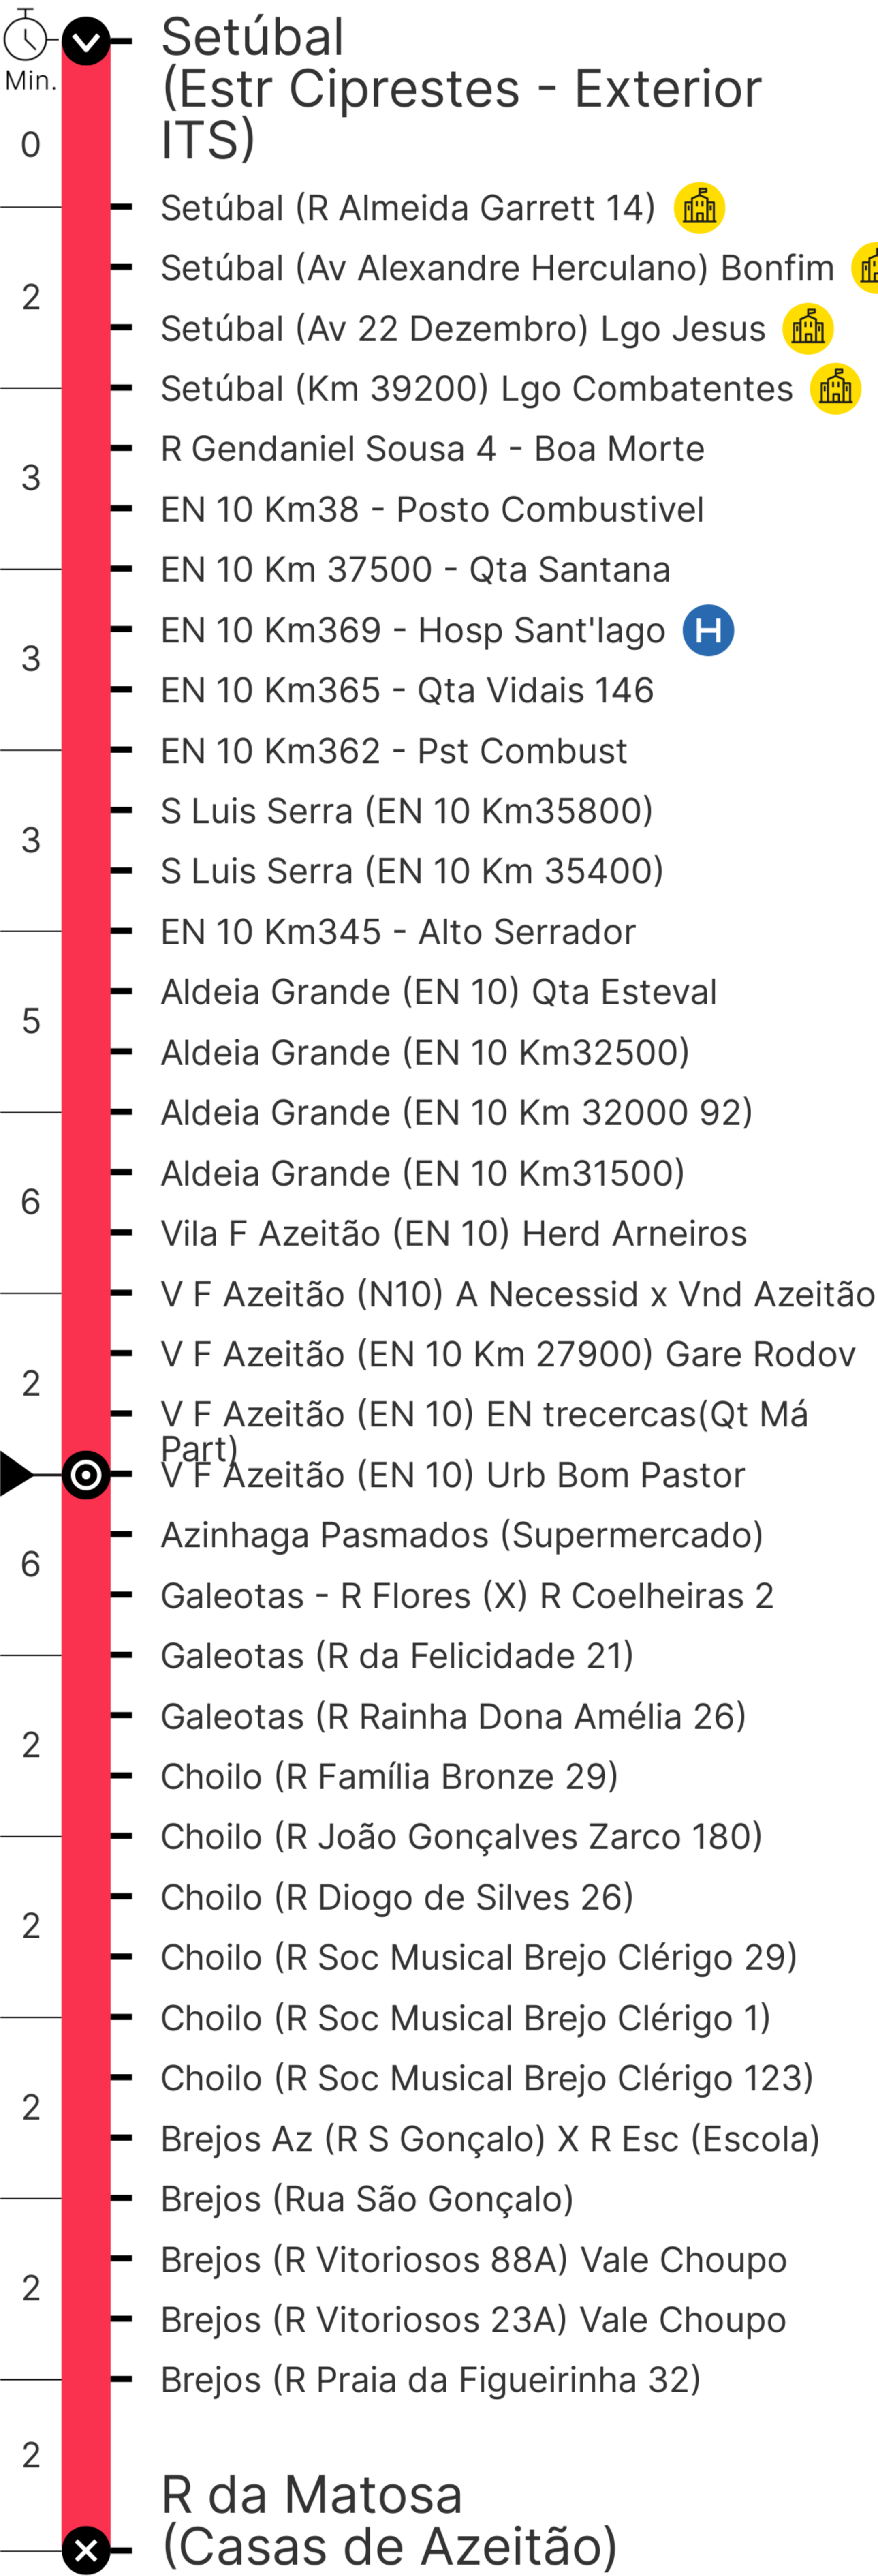 Setúbal
(Estr Ciprestes - Exterior
ITS)
Min.
0
Setúbal (R Almeida Garrett 14)
Setúbal (Av Alexandre Herculano) Bonfim
2
Setúbal (Av 22 Dezembro) Lgo Jesus
Setúbal (Km 39200) Lgo Combatentes
R Gendaniel Sousa 4 - Boa Morte
3
EN 10 Km38 - Posto Combustivel
EN 10 Km 37500 - Qta Santana
EN 10 Km369 - Hosp Sant'Iago H
3
EN 10 Km365 - Qta Vidais 146
EN 10 Km362 - Pst Combust
S Luis Serra (EN 10 Km35800)
3
S Luis Serra (EN 10 Km 35400)
EN 10 Km345 - Alto Serrador
Aldeia Grande (EN 10) Qta Esteval
5
Aldeia Grande (EN 10 Km32500)
Aldeia Grande (EN 10 Km 32000 92)
Aldeia Grande (EN 10 Km31500)
6
Vila F Azeitão (EN 10) Herd Arneiros
V F Azeitão (N10) A Necessid x Vnd Azeitão
V F Azeitão (EN 10 Km 27900) Gare Rodov
2
V F Azeitão (EN 10) EN trecercas(Qt Má
Part)
V F Azeitão (EN 10) Urb Bom Pastor
Azinhaga Pasmados (Supermercado)
6
Galeotas - R Flores (X) R Coelheiras 2
Galeotas (R da Felicidade 21)
Galeotas (R Rainha Dona Amélia 26)
2
Choilo (R Família Bronze 29)
Choilo (R João Gonçalves Zarco 180)
Choilo (R Diogo de Silves 26)
2
Choilo (R Soc Musical Brejo Clérigo 29)
Choilo (R Soc Musical Brejo Clérigo 1)
Choilo (R Soc Musical Brejo Clérigo 123)
2
Brejos Az (R S Gonçalo) X R Esc (Escola)
Brejos (Rua São Gonçalo)
Brejos (R Vitoriosos 88A) Vale Choupo
2
Brejos (R Vitoriosos 23A) Vale Choupo
Brejos (R Praia da Figueirinha 32)
2
R da Matosa
(Casas de Azeitão)